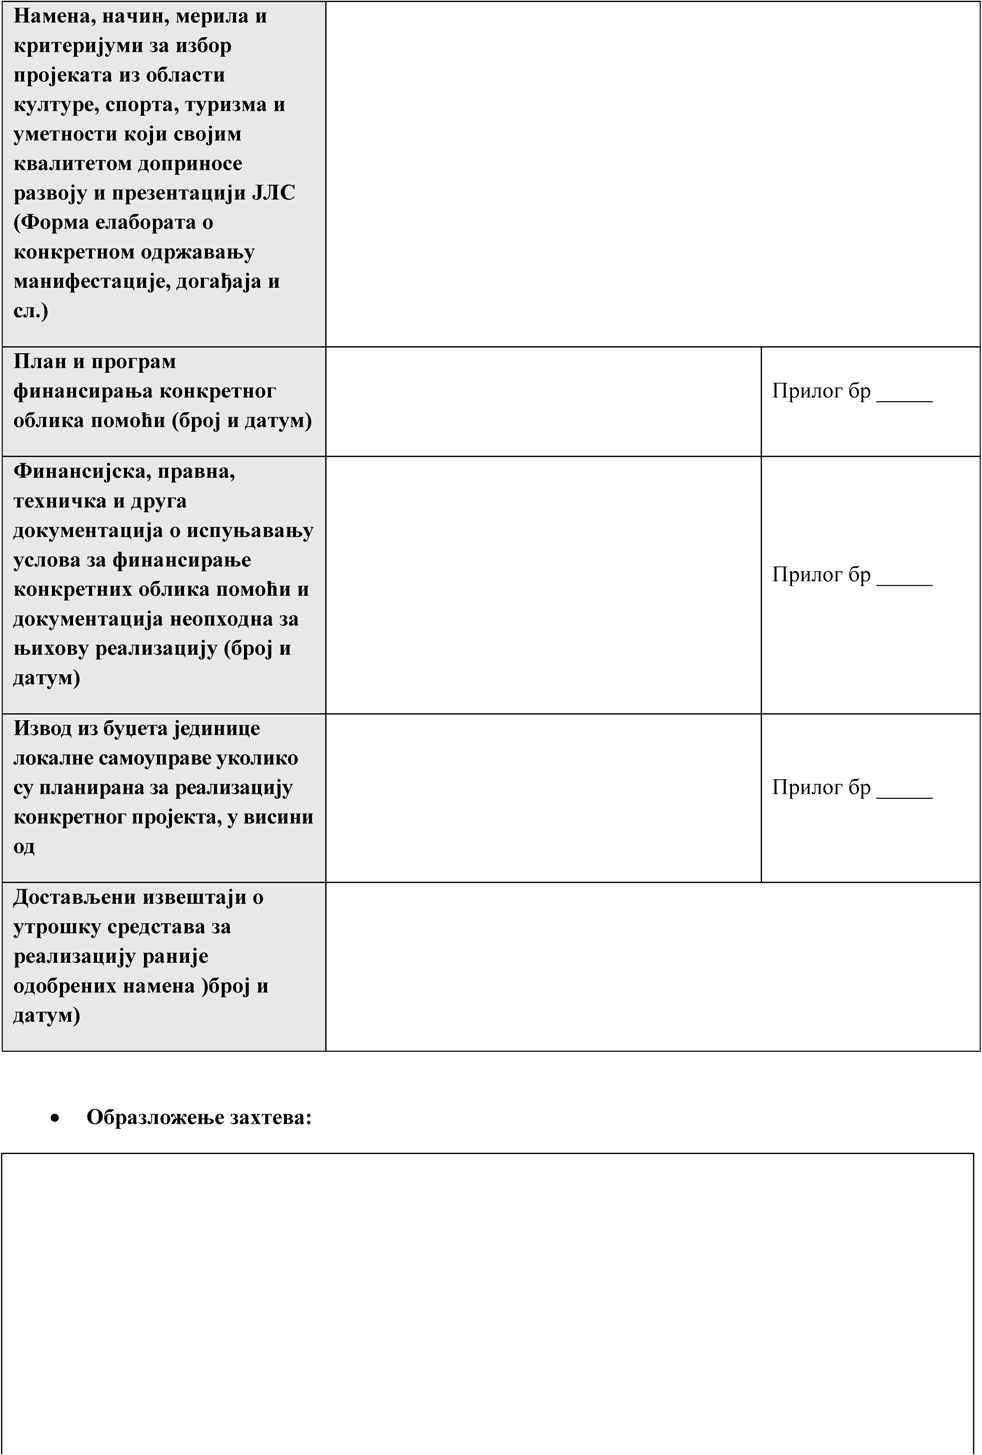 Намена, начин, мерила и
критеријуми за избор
пројеката из области
културе, спорта, туризма и
уметности који својим
квалитетом доприносе
развоју и презентацији ЈЛС
(Форма елабората о
конкретном одржавању
манифестације, догађаја и
сл.)
План и програм
финансирања конкретног
облика помоћи (број и датум)
Прилог бр _____
Финансијска, правна,
техничка и друга
документација о испуњавању
услова за финансирање
конкретних облика помоћи и
документација неопходна за
њихову реализацију (број и
датум)
Прилог бр _____
Извод из буџета јединице
локалне самоуправе уколико
су планирана за реализацију
конкретног пројекта, у висини
од
Прилог бр _____
Достављени извештаји о
утрошку средстава за
реализацију раније
одобрених намена )број и
датум)
• Образложење захтева: